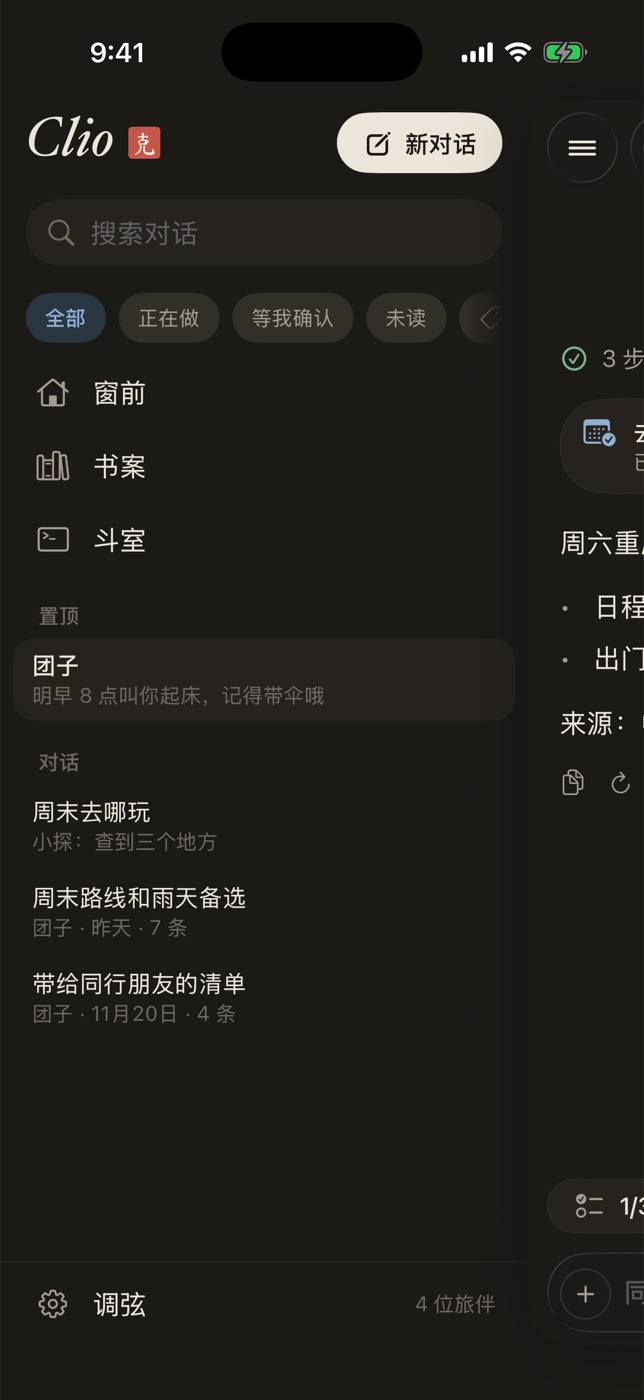 9:41
Clio 克
新对话
搜索对话
全部 正在做 等我确认 未读
窗前
书案
斗室
置顶
团子
明早 8 点叫你起床，记得带伞哦
对话
周末去哪玩
小探：查到三个地方
周末路线和雨天备选
团子 · 昨天 · 7 条
带给同行朋友的清单
团子 · 11月20日 · 4 条
调弦
4 位旅伴
3 步
周六重
• 日程
• 出门
来源：
1/3